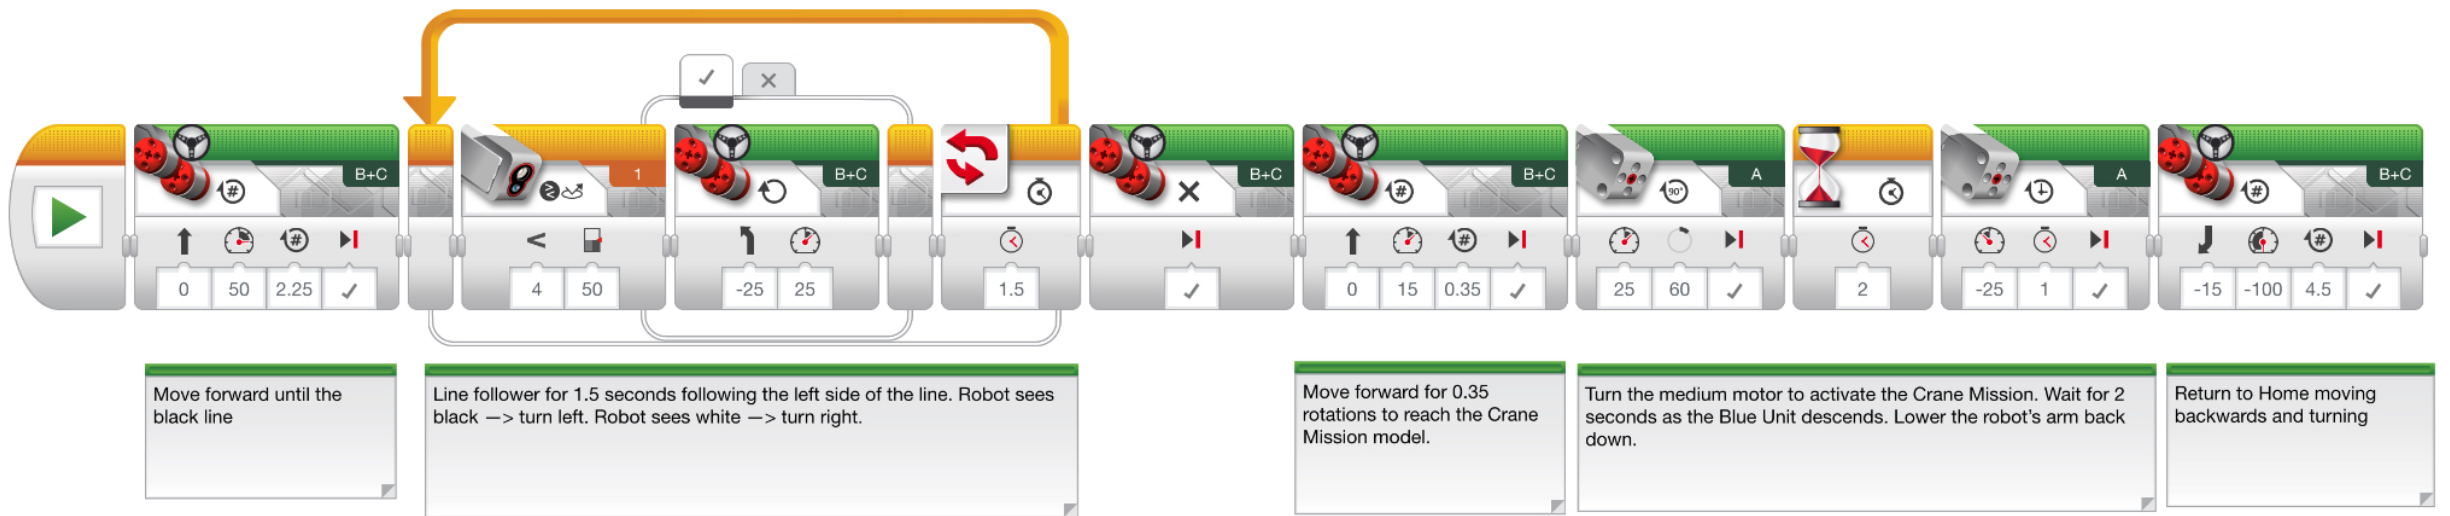 B+C
#
# 
0 50 2.25
1
< 
4 50
B+C
-25 25
1.5
B+C
B+C
#
#
0 15 0.35
A
90°
25 60
2
A
-25 1
B+C
#
#
-15 -100 4.5
Move forward until the
black line
Line follower for 1.5 seconds following the left side of the line. Robot sees
black —> turn left. Robot sees white —> turn right.
Move forward for 0.35
rotations to reach the Crane
Mission model.
Turn the medium motor to activate the Crane Mission. Wait for 2
seconds as the Blue Unit descends. Lower the robot's arm back
down.
Return to Home moving
backwards and turning